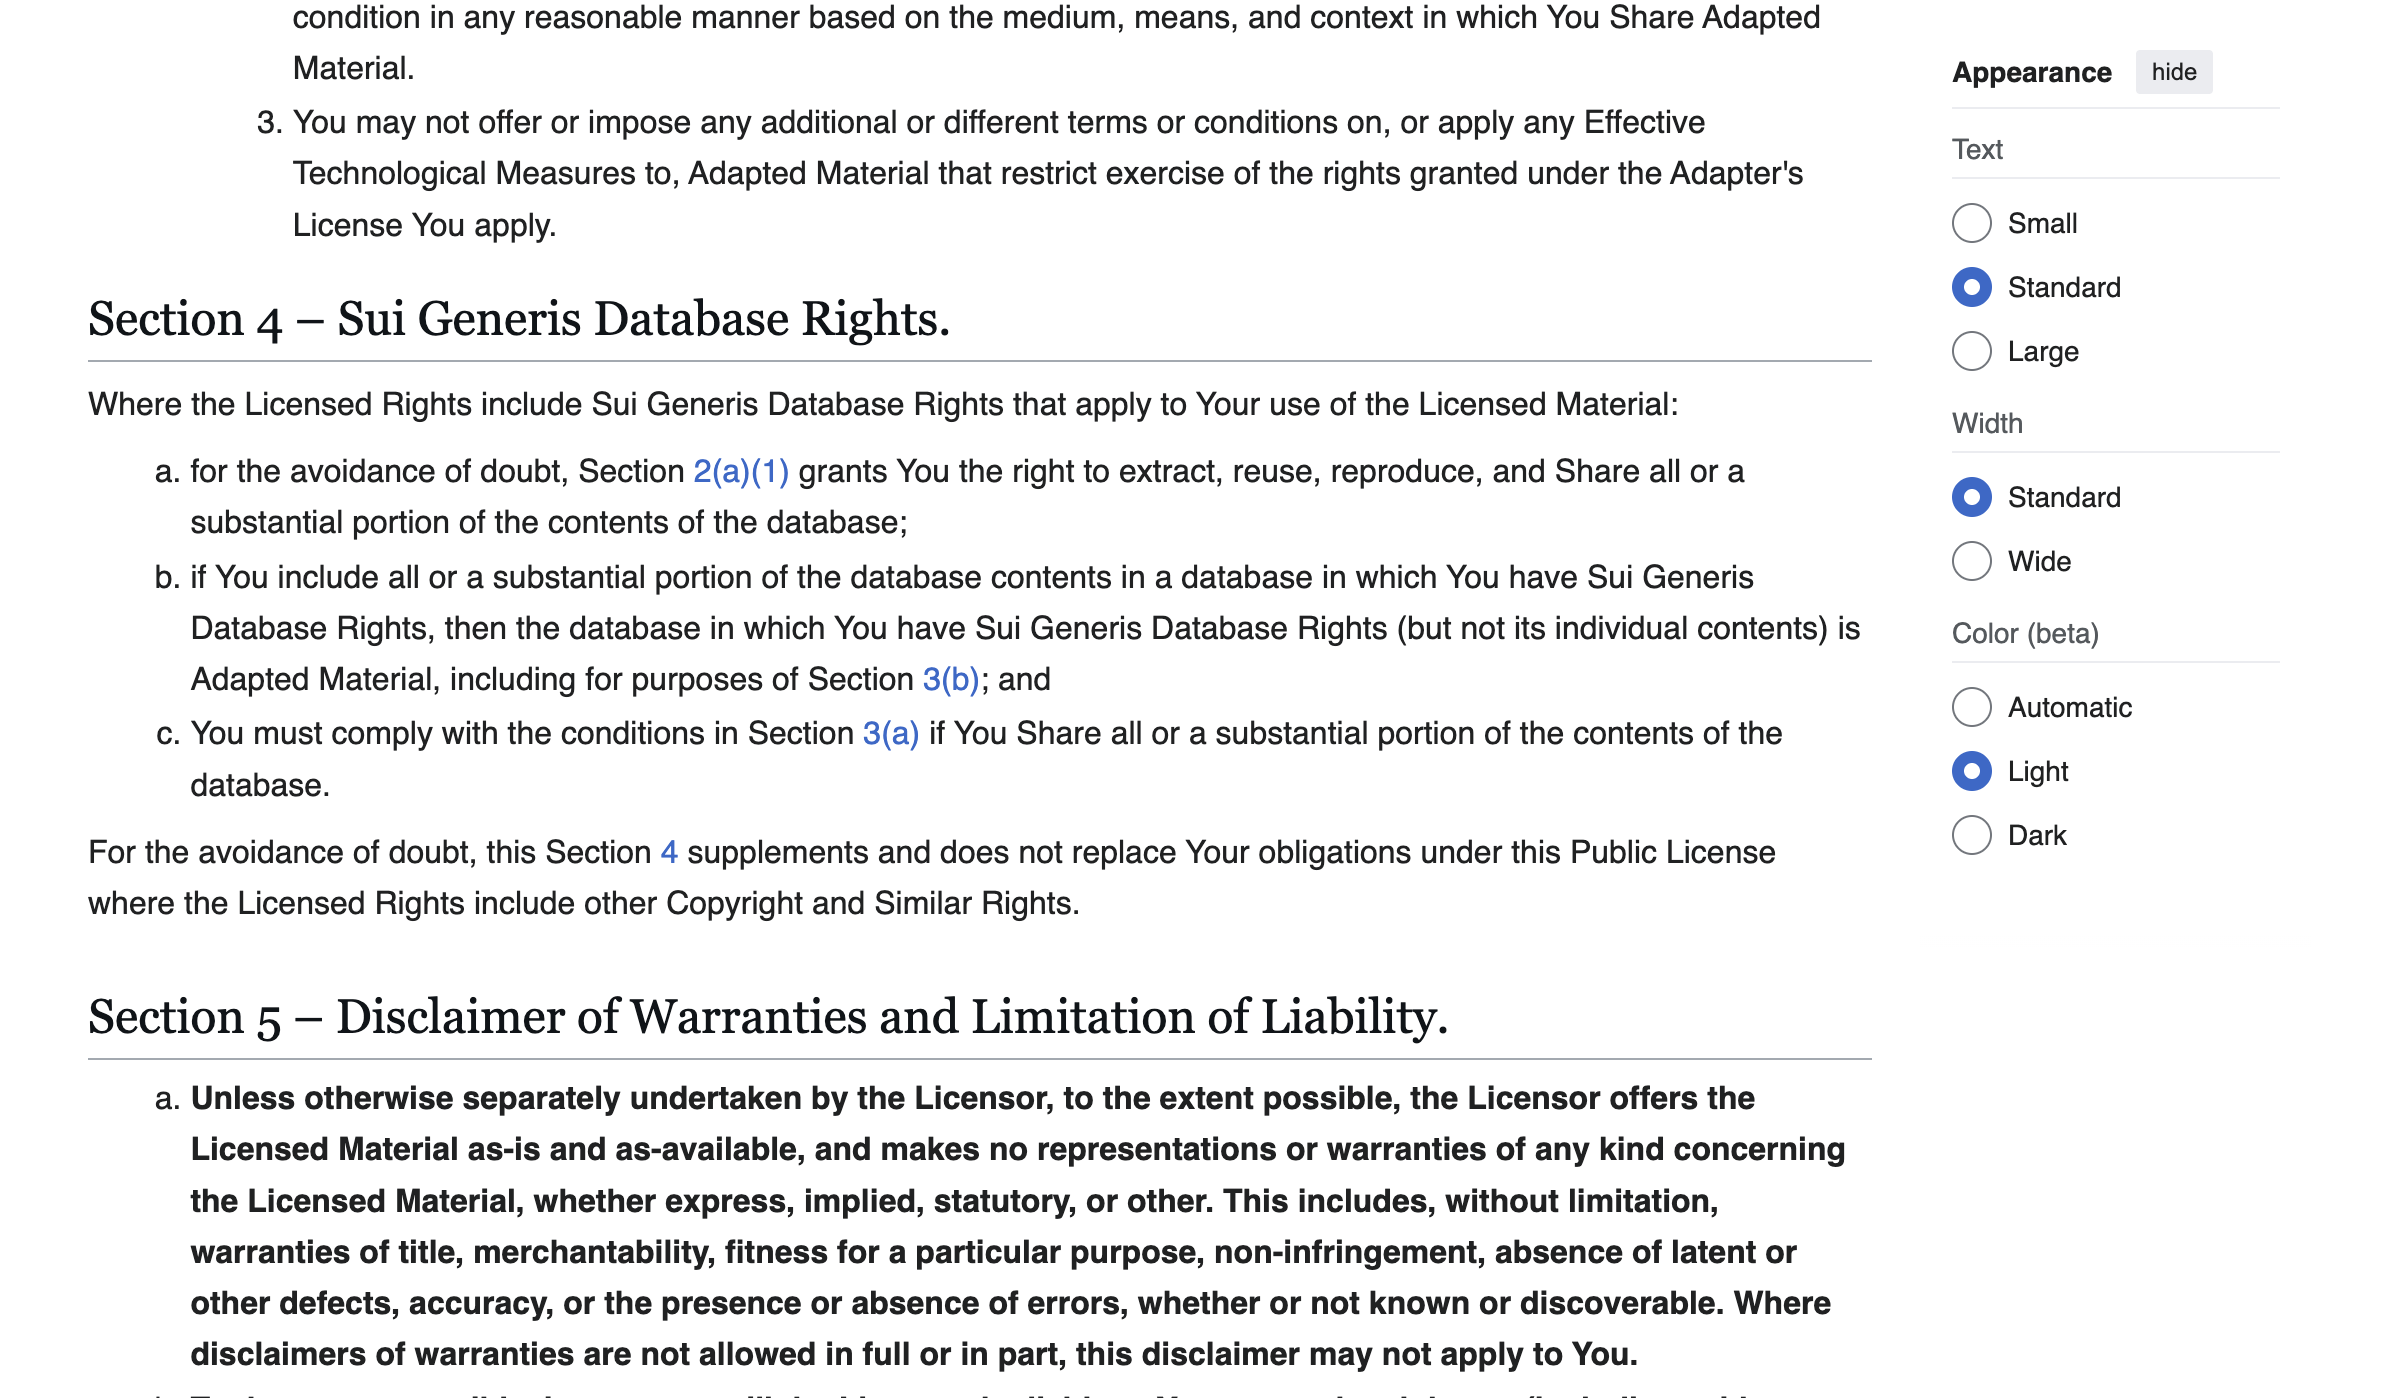 condition in any reasonable manner based on the medium, means, and context in which You Share Adapted
Material.
3. You may not offer or impose any additional or different terms or conditions on, or apply any Effective
Technological Measures to, Adapted Material that restrict exercise of the rights granted under the Adapter's
License You apply.
Section 4 – Sui Generis Database Rights.
Where the Licensed Rights include Sui Generis Database Rights that apply to Your use of the Licensed Material:
a. for the avoidance of doubt, Section 2(a)(1) grants You the right to extract, reuse, reproduce, and Share all or a
substantial portion of the contents of the database;
b. if You include all or a substantial portion of the database contents in a database in which You have Sui Generis
Database Rights, then the database in which You have Sui Generis Database Rights (but not its individual contents) is
Adapted Material, including for purposes of Section 3(b); and
c. You must comply with the conditions in Section 3(a) if You Share all or a substantial portion of the contents of the
database.
For the avoidance of doubt, this Section 4 supplements and does not replace Your obligations under this Public License
where the Licensed Rights include other Copyright and Similar Rights.
Section 5 – Disclaimer of Warranties and Limitation of Liability.
a. Unless otherwise separately undertaken by the Licensor, to the extent possible, the Licensor offers the
Licensed Material as-is and as-available, and makes no representations or warranties of any kind concerning
the Licensed Material, whether express, implied, statutory, or other. This includes, without limitation,
warranties of title, merchantability, fitness for a particular purpose, non-infringement, absence of latent or
other defects, accuracy, or the presence or absence of errors, whether or not known or discoverable. Where
disclaimers of warranties are not allowed in full or in part, this disclaimer may not apply to You.
Appearance hide
Text
Small
Standard
Large
Width
Standard
Wide
Color (beta)
Automatic
Light
Dark